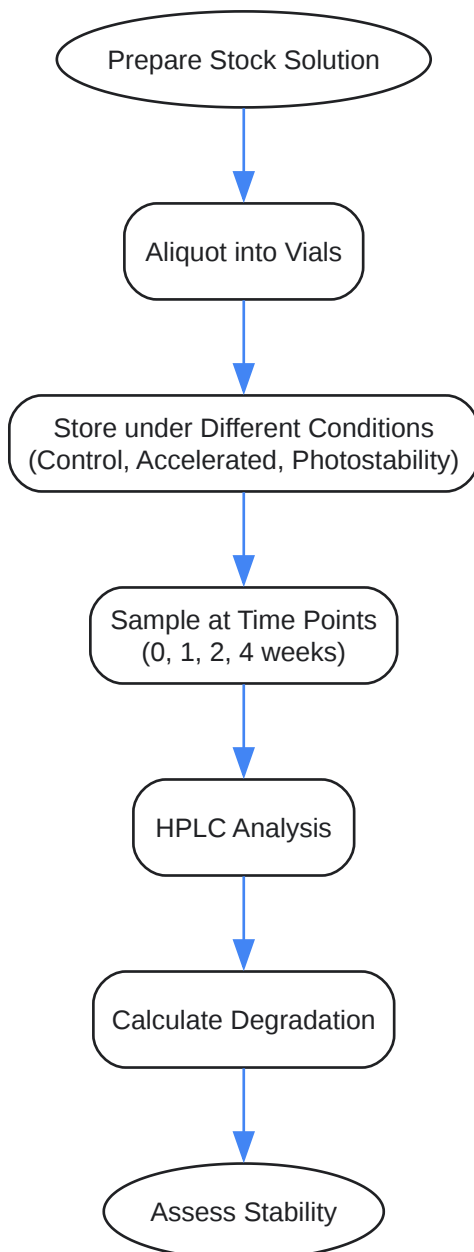 Prepare Stock Solution
Aliquot into Vials
Store under Different Conditions
(Control, Accelerated, Photostability)
Sample at Time Points
(0, 1, 2, 4 weeks)
HPLC Analysis
Calculate Degradation
Assess Stability